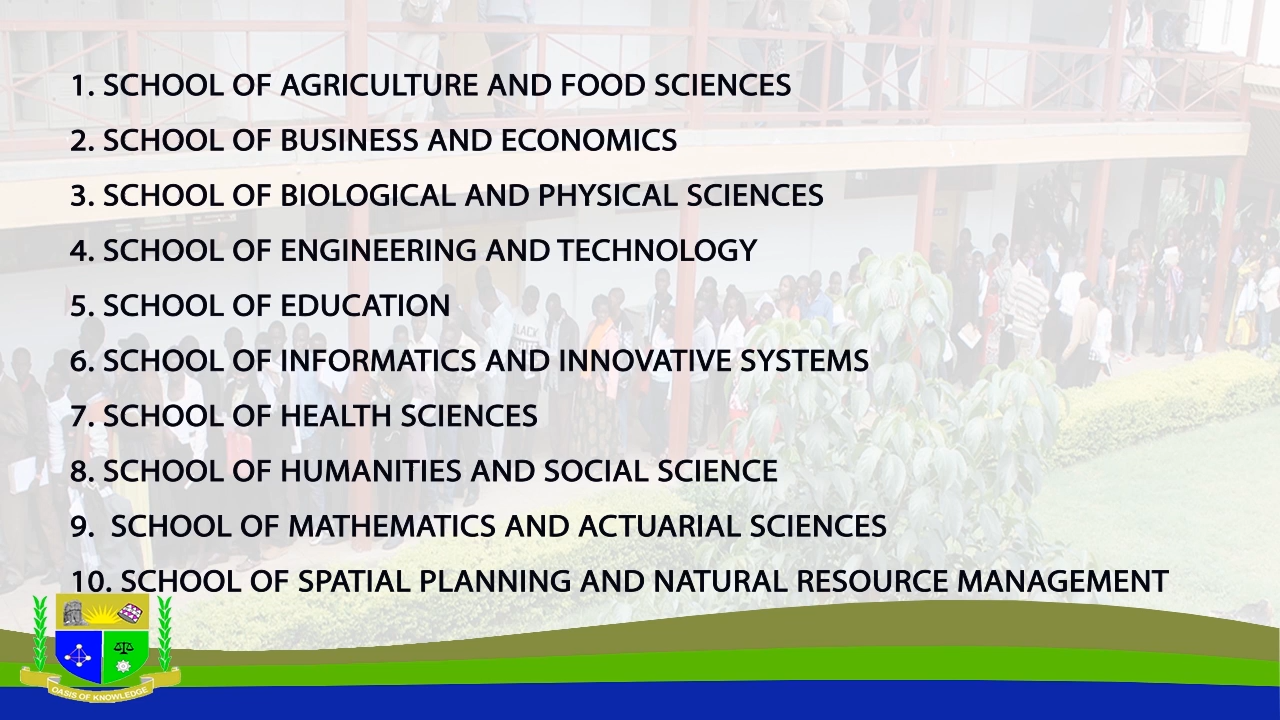 1. SCHOOL OF AGRICULTURE AND FOOD SCIENCES
2. SCHOOL OF BUSINESS AND ECONOMICS
3. SCHOOL OF BIOLOGICAL AND PHYSICAL SCIENCES
4. SCHOOL OF ENGINEERING AND TECHNOLOGY
5. SCHOOL OF EDUCATION
6. SCHOOL OF INFORMATICS AND INNOVATIVE SYSTEMS
7. SCHOOL OF HEALTH SCIENCES
8. SCHOOL OF HUMANITIES AND SOCIAL SCIENCE
9. SCHOOL OF MATHEMATICS AND ACTUARIAL SCIENCES
10. SCHOOL OF SPATIAL PLANNING AND NATURAL RESOURCE MANAGEMENT
OASIS OF KNOWLEDGE
BLACK